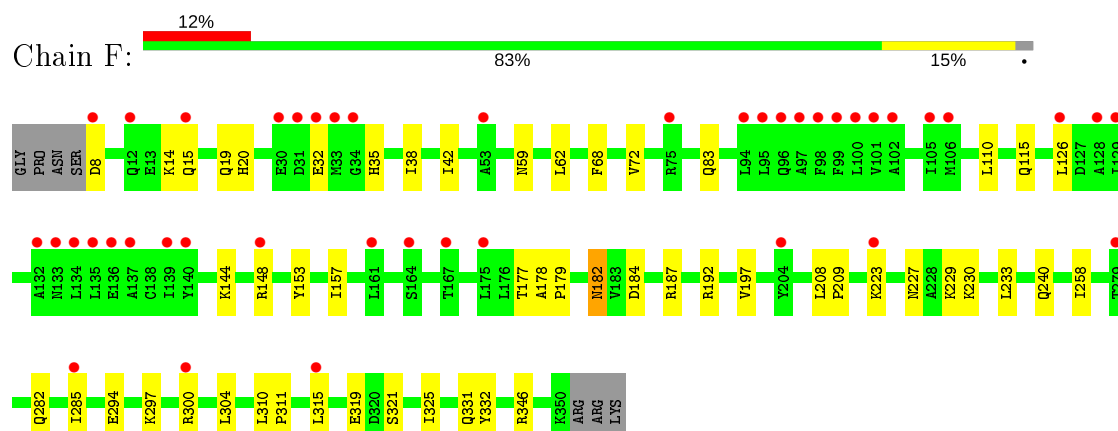 12%
Chain F:
83% 15% •
GLY PRO ASN SER D8 Q12 E13 K14 Q15 Q19 H20 E30 D31 E32 M33 G34 H35 I38 I42 A53 N59 L62 F68 V72 R75 Q83 L94 L95 Q96 A97 F98 F99 L100 V101 A102 I105 M106 L110 Q115 L126 D127 A128 I129
A132 N133 L134 L135 E136 A137 C138 I139 Y140 K144 R148 Y153 I157 L161 S164 T167 L175 L176 T177 A178 P179 N182 V183 D184 R187 R192 V197 Y204 L208 P209 K223 N227 A228 K229 K230 L233 Q240 I258 T270
Q282 I285 E294 K297 R300 L304 L310 P311 L315 E319 D320 S321 I325 Q331 Y332 R346 K350 ARG ARG LYS